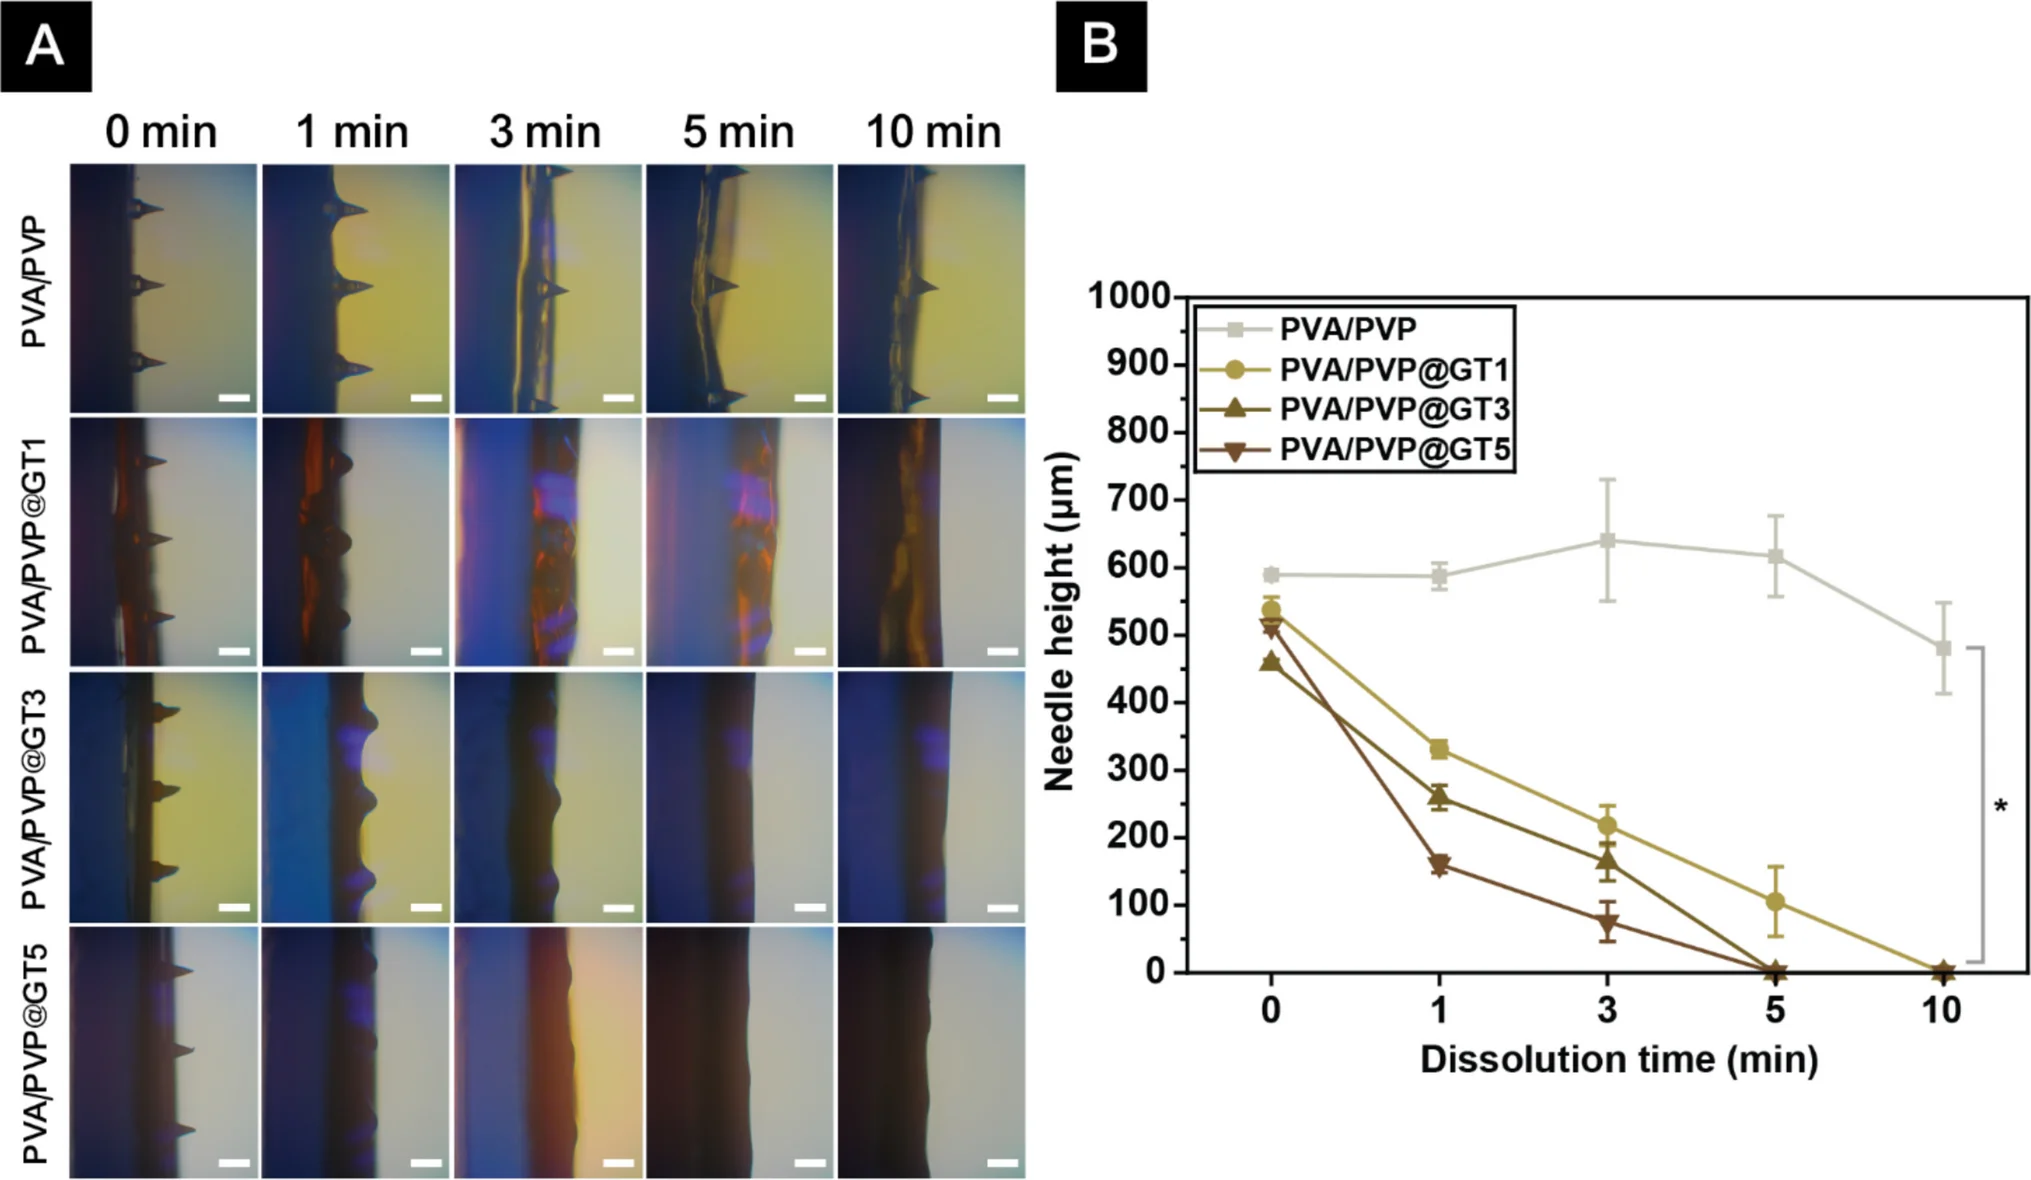 A
0 min 1 min 3 min 5 min 10 min
PVA/PVP
PVA/PVP@GT1
PVA/PVP@GT3
PVA/PVP@GT5
B
1000
900
800
700
600
500
400
300
200
100
0
Needle height (µm)
PVA/PVP
PVA/PVP@GT1
PVA/PVP@GT3
PVA/PVP@GT5
*
0 1 3 5 10
Dissolution time (min)